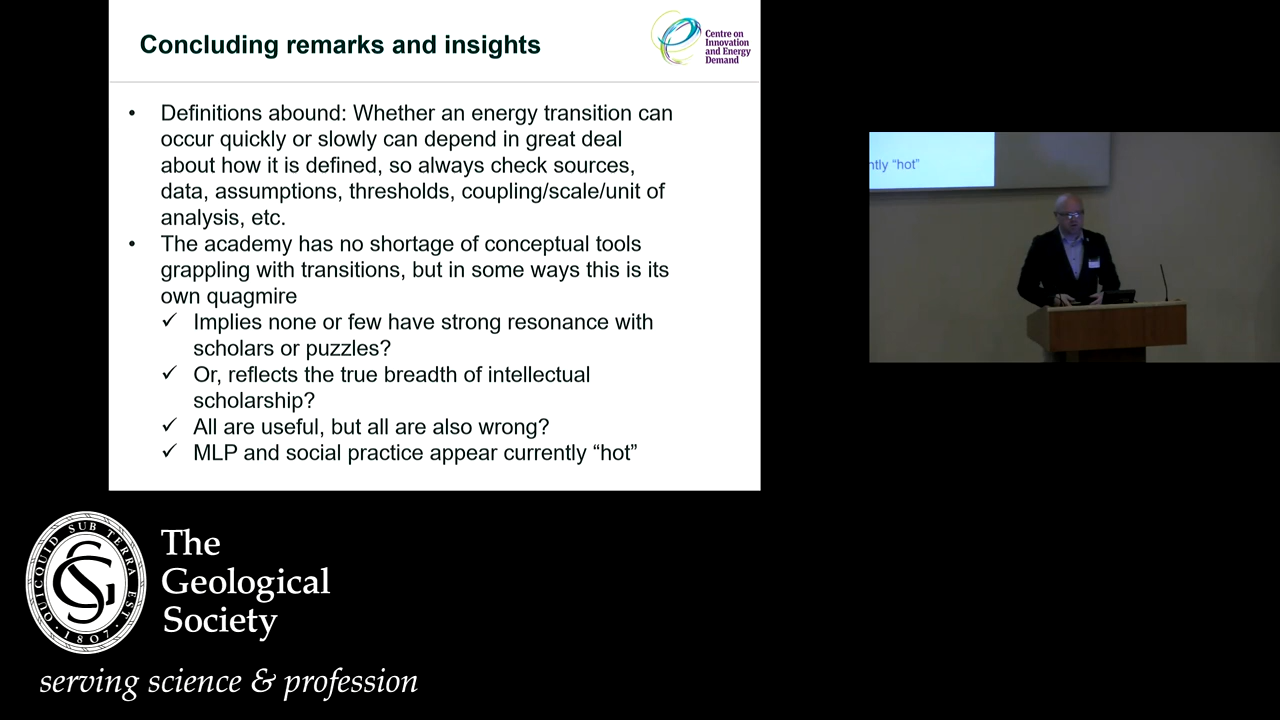 Concluding remarks and insights
Centre on
Innovation
and Energy
Demand
• Definitions abound: Whether an energy transition can
occur quickly or slowly can depend in great deal
about how it is defined, so always check sources,
data, assumptions, thresholds, coupling/scale/unit of
analysis, etc.
• The academy has no shortage of conceptual tools
grappling with transitions, but in some ways this is its
own quagmire
✓ Implies none or few have strong resonance with
scholars or puzzles?
✓ Or, reflects the true breadth of intellectual
scholarship?
✓ All are useful, but all are also wrong?
✓ MLP and social practice appear currently “hot”
ntly “hot”
QUICQUID SUB TERRA EST
·1807·
GS
The
Geological
Society
serving science & profession